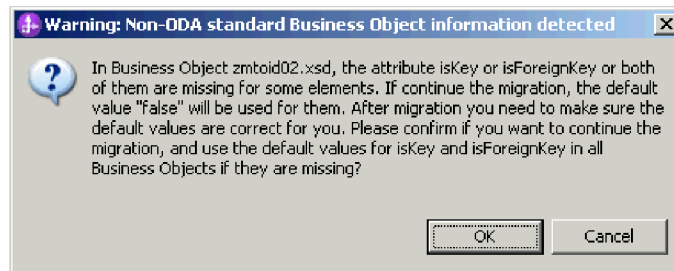 Warning: Non-ODA standard Business Object information detected
In Business Object zmtoid02.xsd, the attribute isKey or isForeignKey or both
of them are missing for some elements. If continue the migration, the default
value "false" will be used for them. After migration you need to make sure the
default values are correct for you. Please confirm if you want to continue the
migration, and use the default values for isKey and isForeignKey in all
Business Objects if they are missing?
OK
Cancel